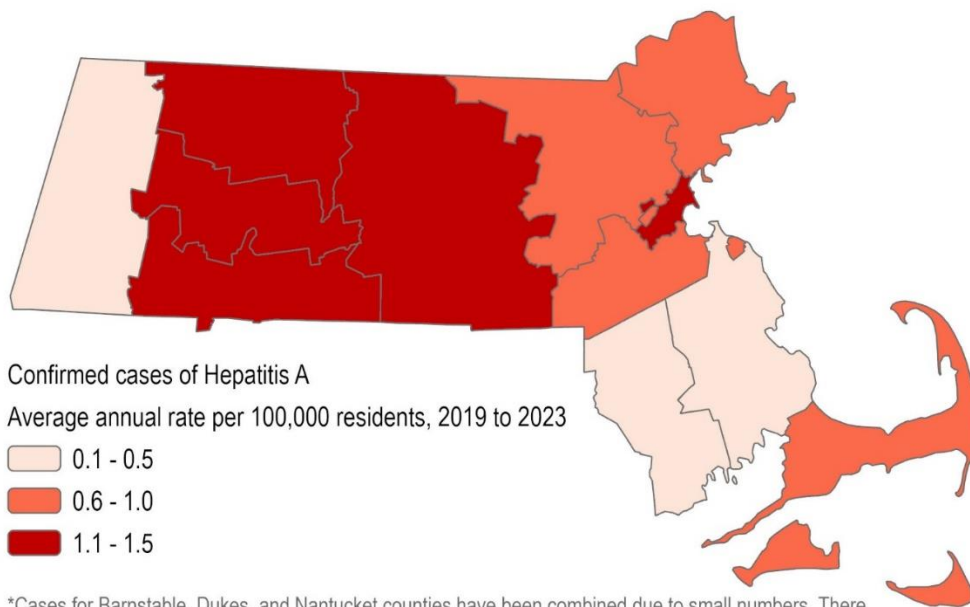 Confirmed cases of Hepatitis A
Average annual rate per 100,000 residents, 2019 to 2023
0.1 - 0.5
0.6 - 1.0
1.1 - 1.5
*Cases for Barnstable, Dukes, and Nantucket counties have been combined due to small numbers. There